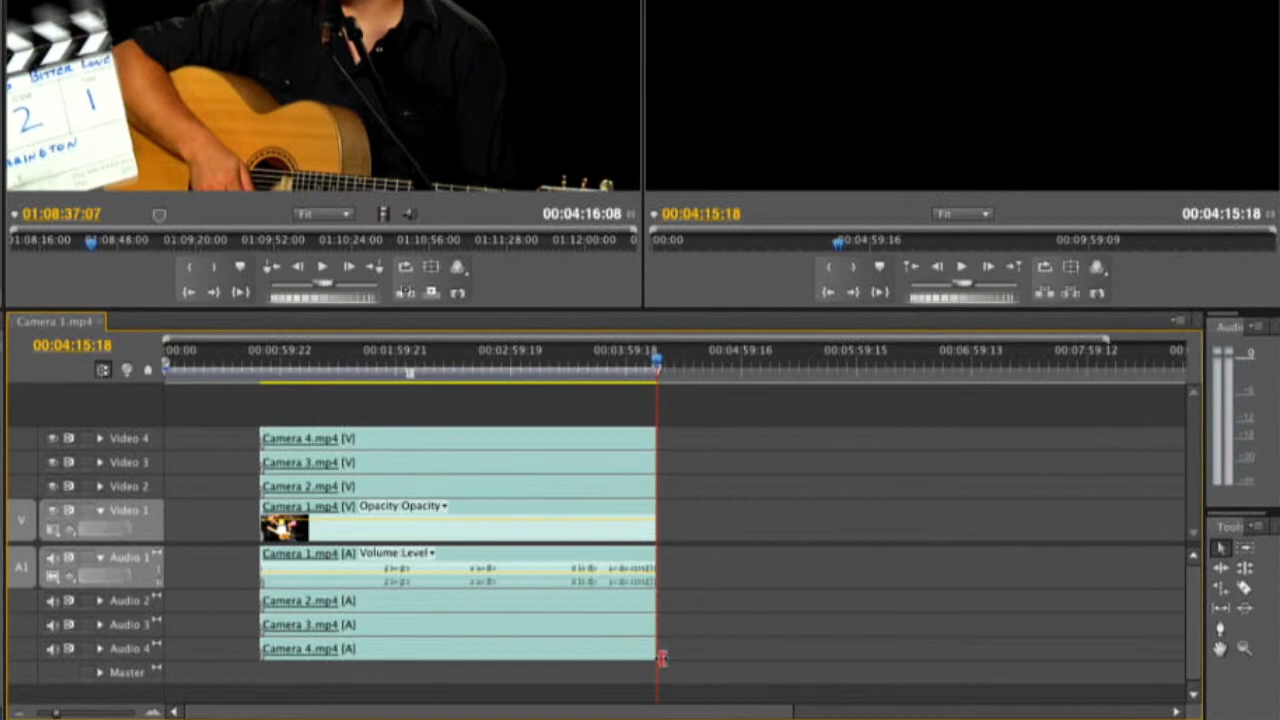 BITTER LOVE
2 1
01:08:37:07 Fit 00:04:16:08
00:04:15:18 Fit 00:04:15:18
01:08:16:00 01:08:48:00 01:09:20:00 01:09:52:00 01:10:24:00 01:10:56:00 01:11:28:00 01:12:00:00 0
00:00 00:04:59:16 00:09:59:09
Camera 1.mp4
00:04:15:18
00:00 00:00:59:22 00:01:59:21 00:02:59:19 00:03:59:18 00:04:59:16 00:05:59:15 00:06:59:13 00:07:59:12 00:
Video 4 Camera 4.mp4 [V]
Video 3 Camera 3.mp4 [V]
Video 2 Camera 2.mp4 [V]
V Video 1 Camera 1.mp4 [V] Opacity:Opacity
A1 Audio 1 Camera 1.mp4 [A] Volume:Level
Audio 2 Camera 2.mp4 [A]
Audio 3 Camera 3.mp4 [A]
Audio 4 Camera 4.mp4 [A]
Master
Audi
0
Tools